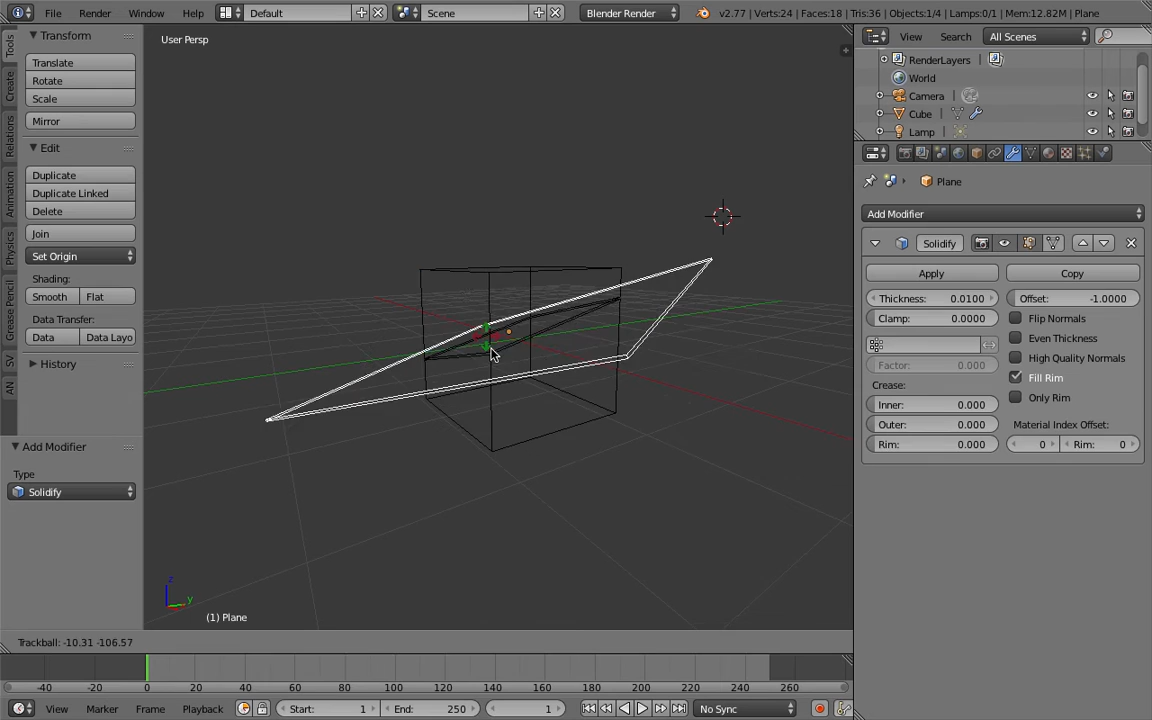 File Render Window Help Default Scene Blender Render v2.77 | Verts:24 | Faces:18 | Tris:36 | Objects:1/4 | Lamps:0/1 | Mem:12.82M | Plane
Tools
Create
Relations
Animation
Physics
Grease Pencil
SV
AN
Transform
Translate
Rotate
Scale
Mirror
Edit
Duplicate
Duplicate Linked
Delete
Join
Set Origin
Shading:
Smooth Flat
Data Transfer:
Data Data Layo
History
Add Modifier
Type
Solidify
User Persp
z
y
(1) Plane
Trackball: -10.31 -106.57
View Search All Scenes
RenderLayers
World
Camera
Cube
Lamp
Plane
Add Modifier
Solidify
Apply Copy
Thickness: 0.0100 Offset: -1.0000
Clamp: 0.0000 Flip Normals
Even Thickness
Factor: 0.000 High Quality Normals
Crease: Fill Rim
Inner: 0.000 Only Rim
Outer: 0.000 Material Index Offset:
Rim: 0.000 0 Rim: 0
-40 -20 0 20 40 60 80 100 120 140 160 180 200 220 240 260
View Marker Frame Playback Start: 1 End: 250 1 No Sync